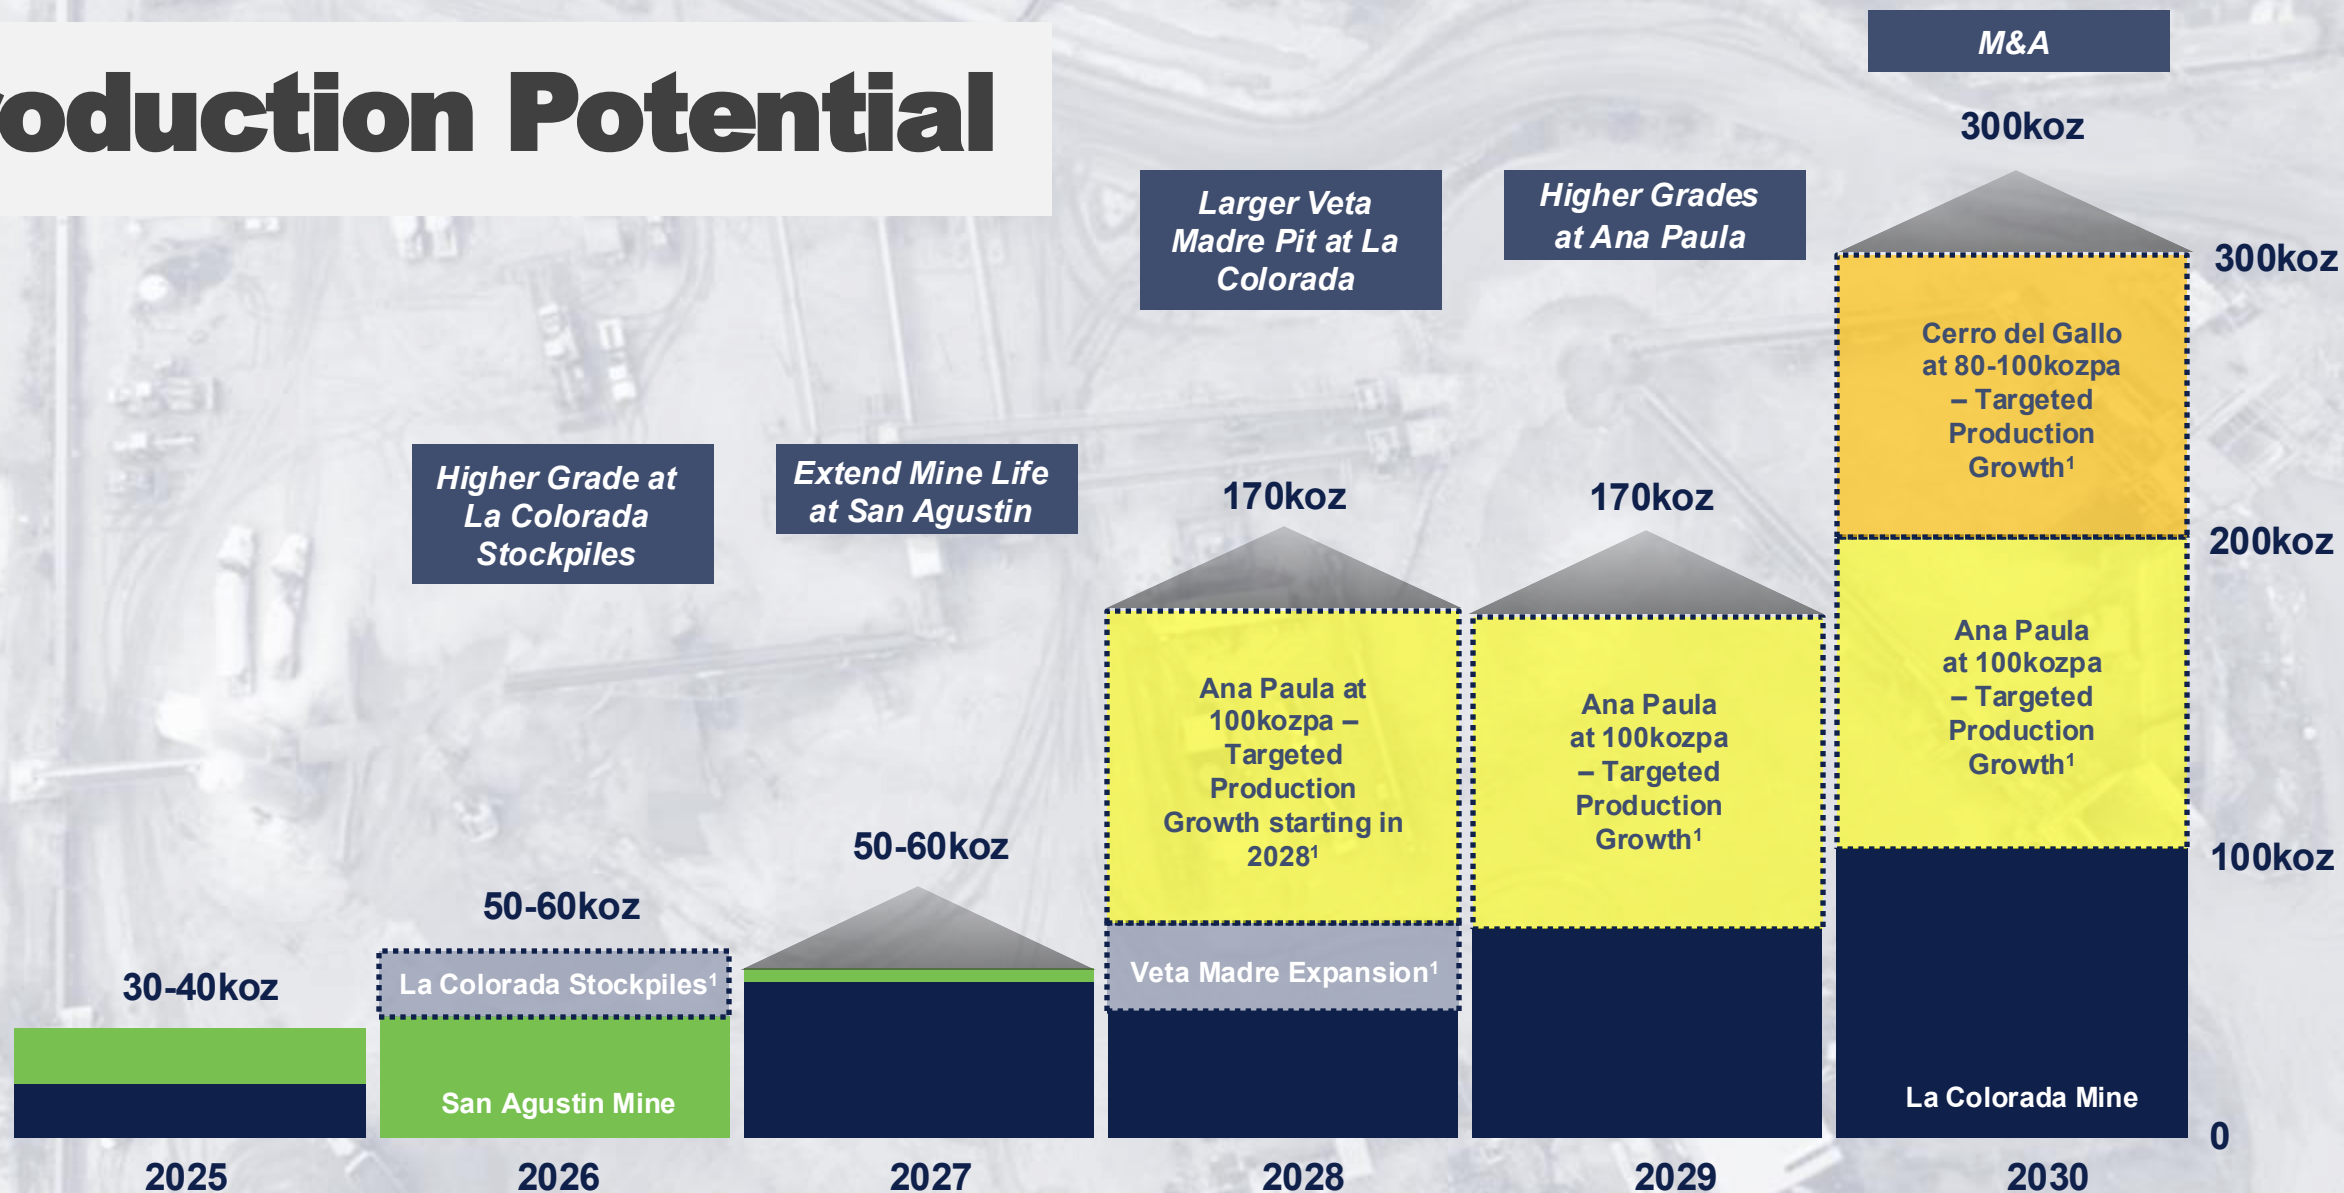 oduction Potential
M&A
300koz
Larger Veta
Madre Pit at La
Colorada
Higher Grades
at Ana Paula
300koz
Cerro del Gallo
at 80-100kozpa
– Targeted
Production
Growth¹
Higher Grade at
La Colorada
Stockpiles
Extend Mine Life
at San Agustin
170koz
170koz
200koz
Ana Paula at
100kozpa –
Targeted
Production
Growth starting in
2028¹
Ana Paula
at 100kozpa
– Targeted
Production
Growth¹
Ana Paula
at 100kozpa
– Targeted
Production
Growth¹
50-60koz
50-60koz
100koz
30-40koz
La Colorada Stockpiles¹
Veta Madre Expansion¹
San Agustin Mine
La Colorada Mine
0
2025
2026
2027
2028
2029
2030